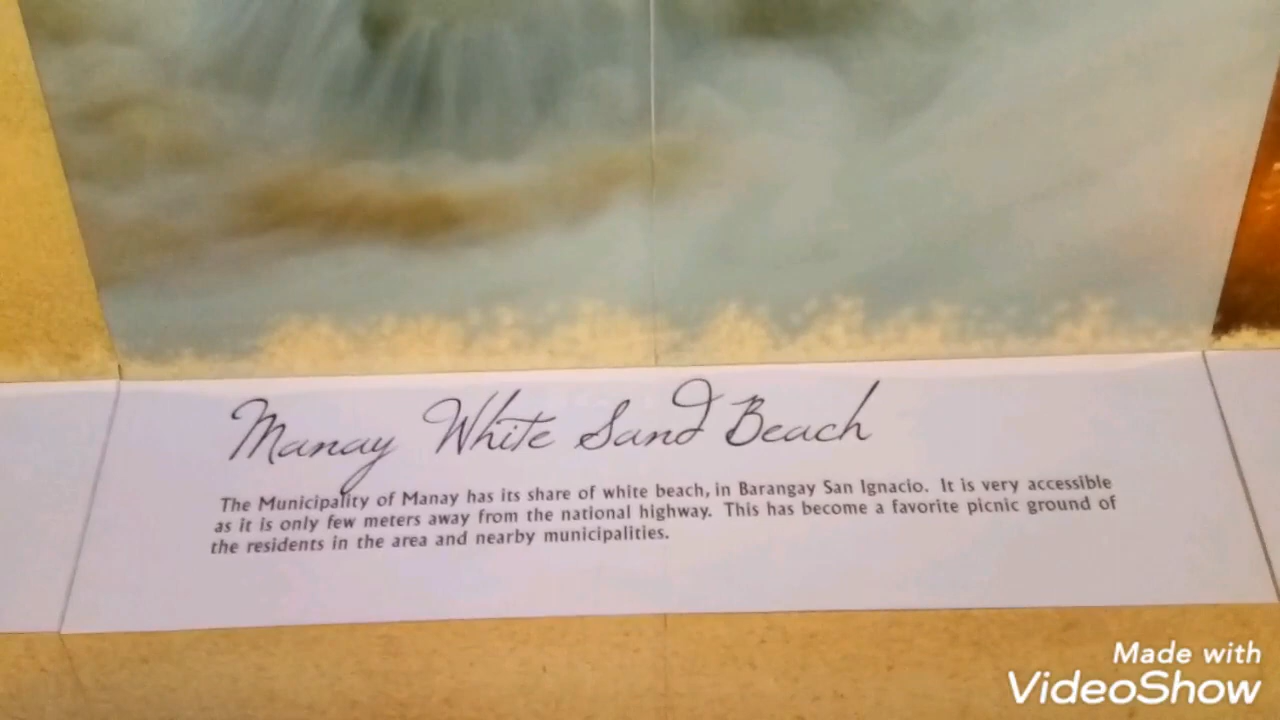 Manay White Sand Beach
The Municipality of Manay has its share of white beach, in Barangay San Ignacio. It is very accessible
as it is only few meters away from the national highway. This has become a favorite picnic ground of
the residents in the area and nearby municipalities.
Made with
VideoShow